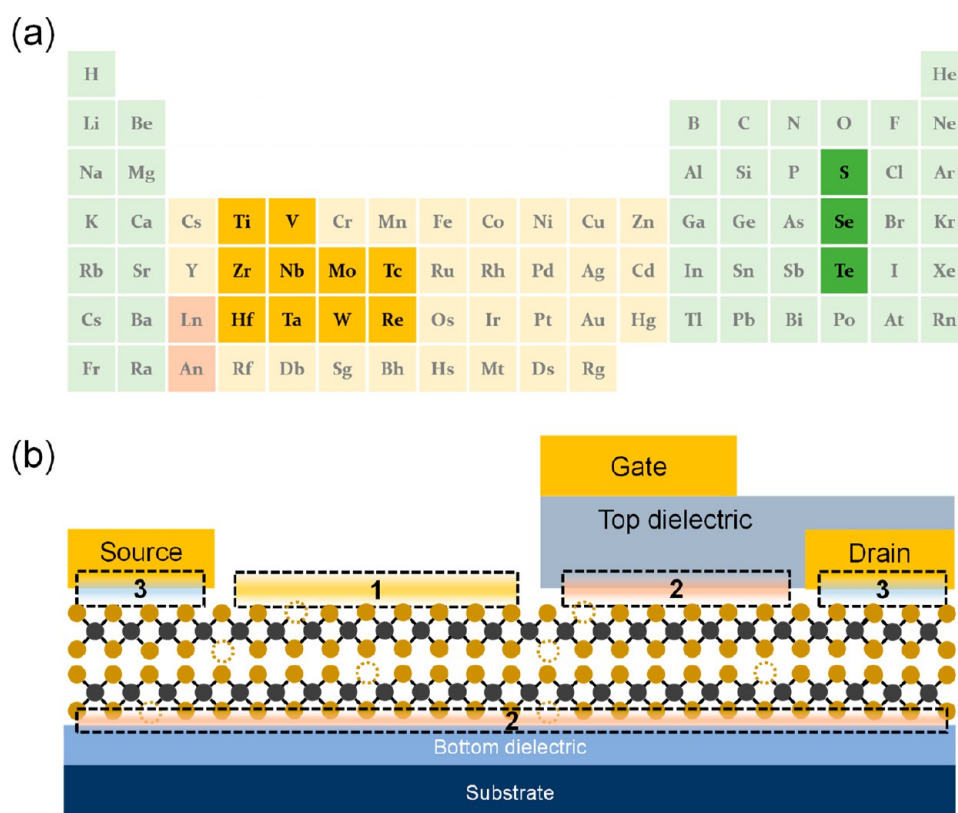 (a)
H He
Li Be B C N O F Ne
Na Mg Al Si P S Cl Ar
K Ca Cs Ti V Cr Mn Fe Co Ni Cu Zn Ga Ge As Se Br Kr
Rb Sr Y Zr Nb Mo Tc Ru Rh Pd Ag Cd In Sn Sb Te I Xe
Cs Ba Ln Hf Ta W Re Os Ir Pt Au Hg Tl Pb Bi Po At Rn
Fr Ra An Rf Db Sg Bh Hs Mt Ds Rg
(b)
Gate
Top dielectric
Source Drain
3 1 2 3
2
Bottom dielectric
Substrate